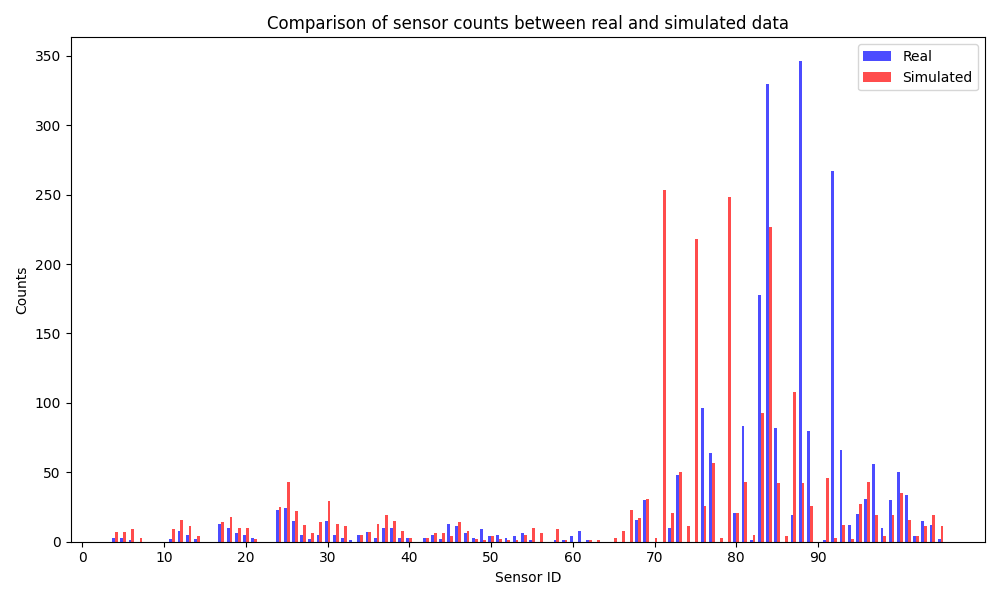 Comparison of sensor counts between real and simulated data
Real
Simulated
350
300
250
200
150
100
50
0
Counts
0 10 20 30 40 50 60 70 80 90
Sensor ID